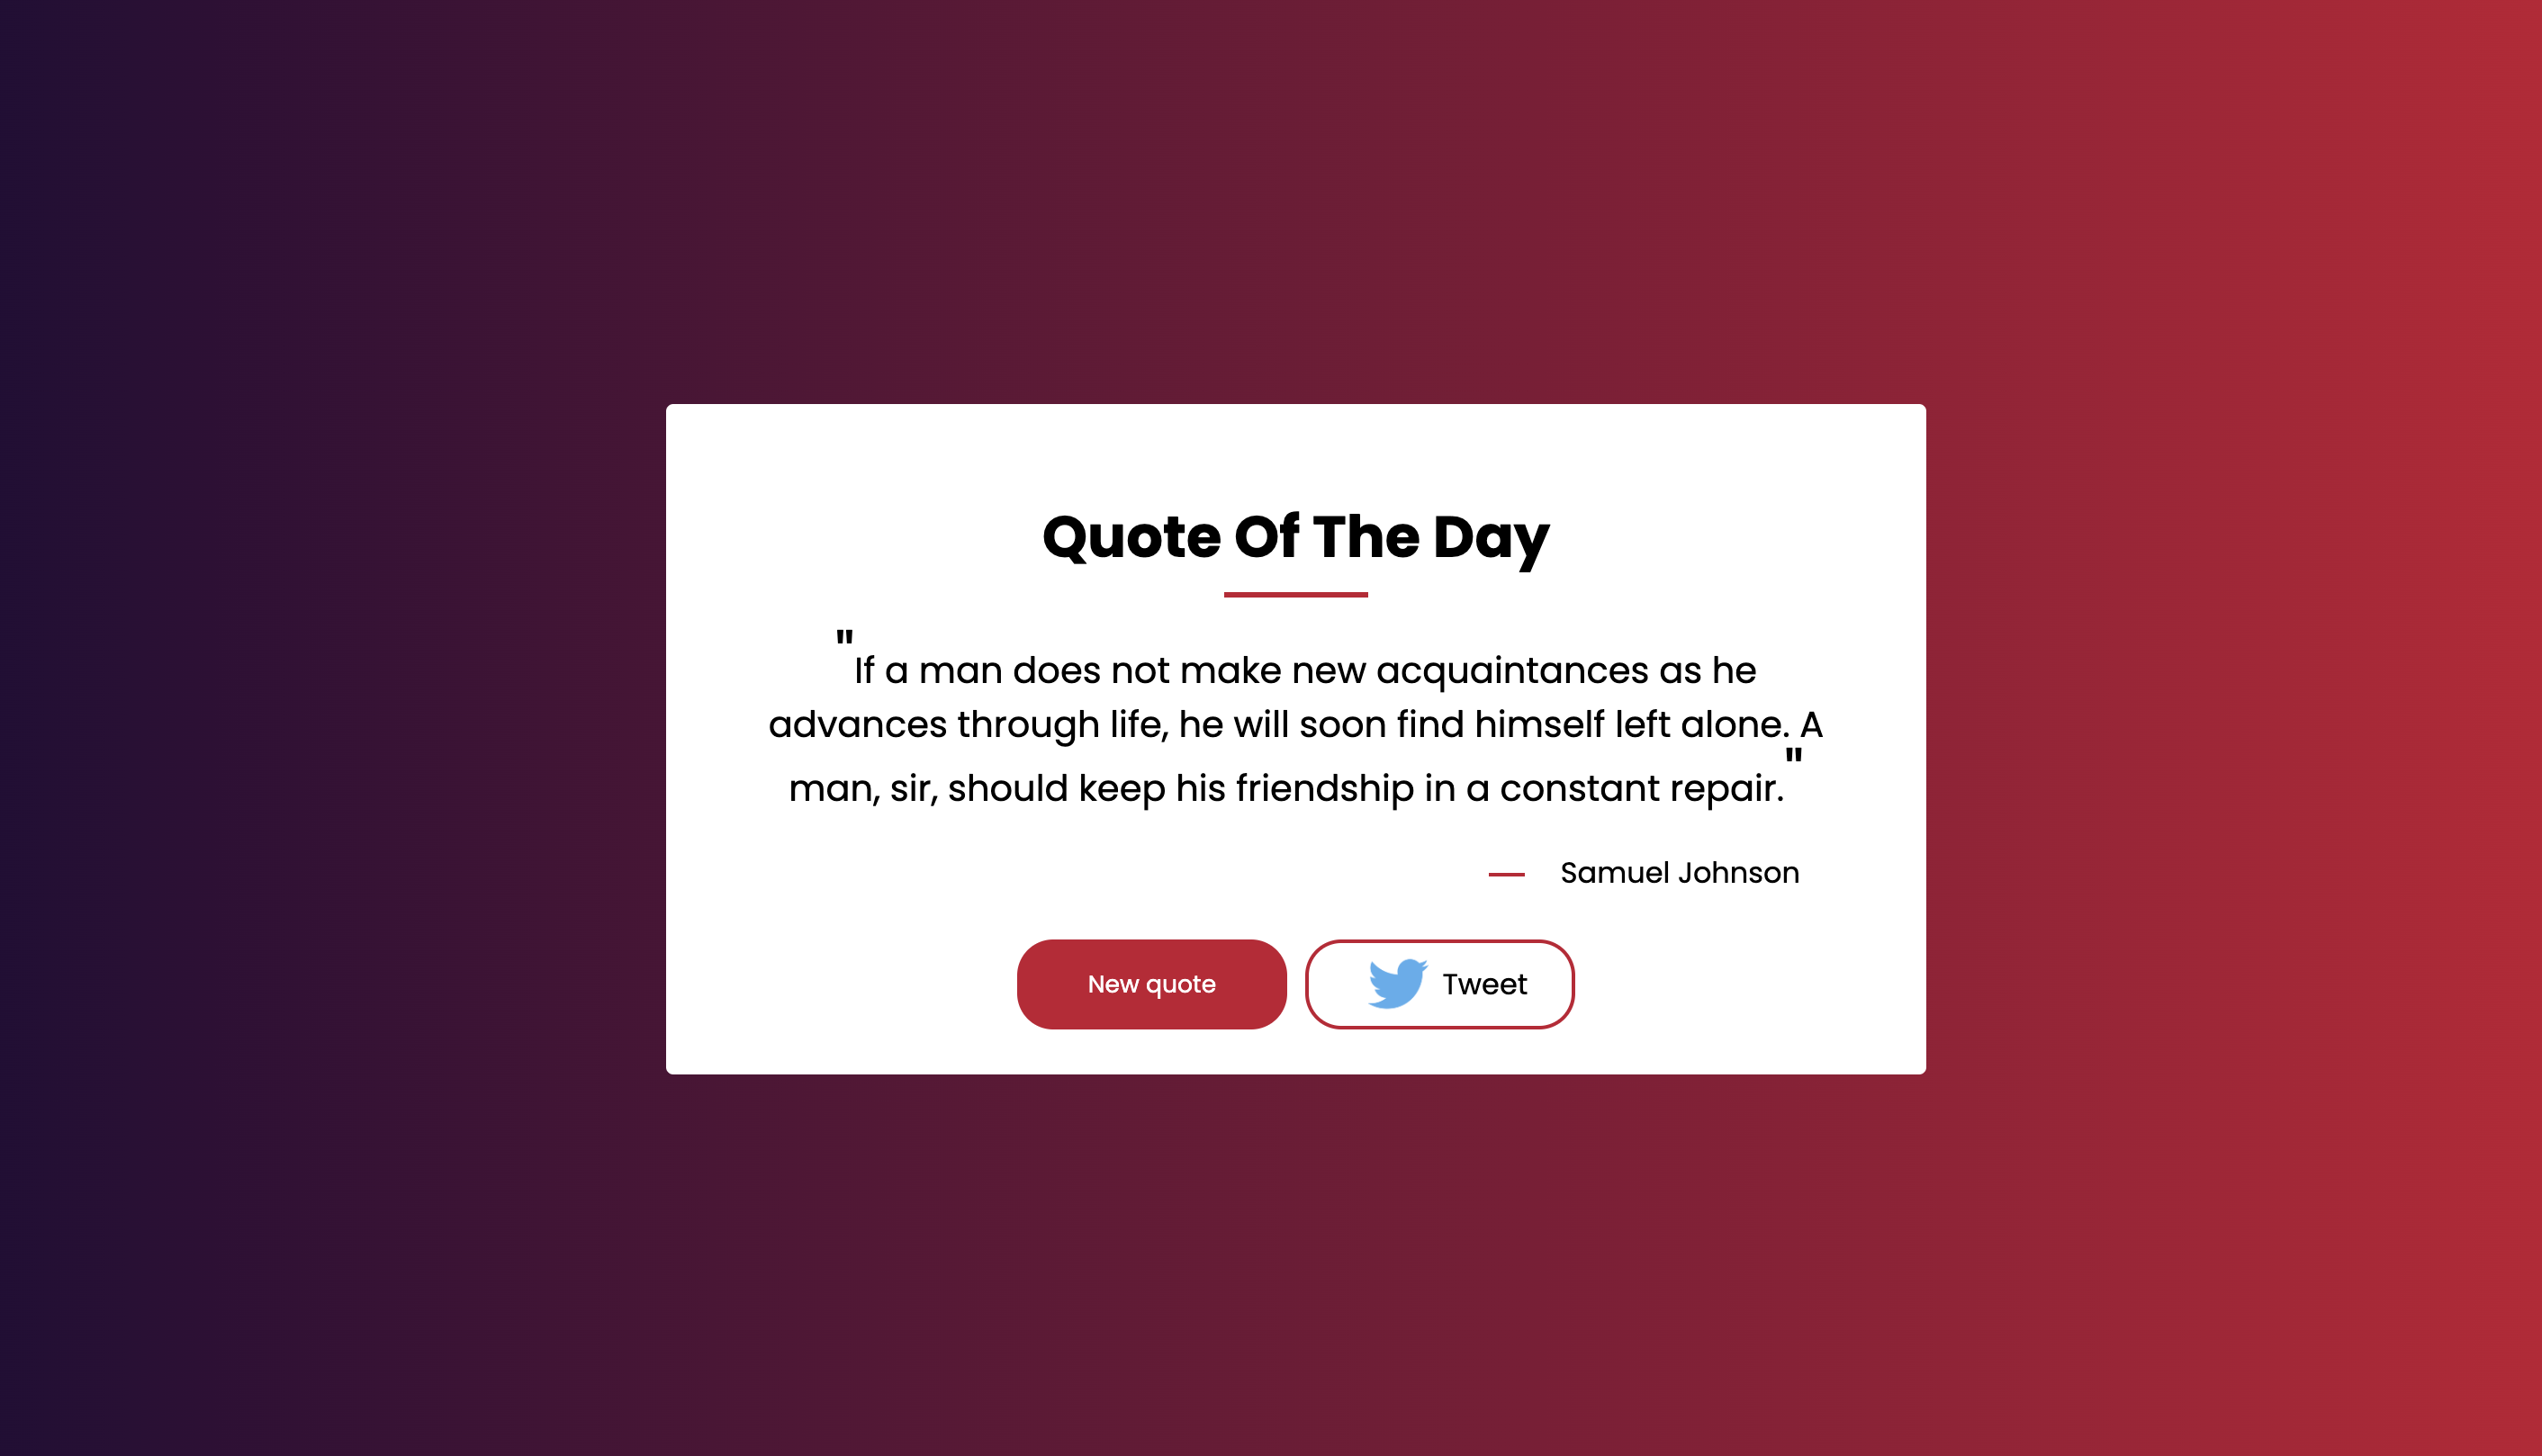 Quote Of The Day
"If a man does not make new acquaintances as he
advances through life, he will soon find himself left alone. A
man, sir, should keep his friendship in a constant repair."
— Samuel Johnson
New quote
Tweet